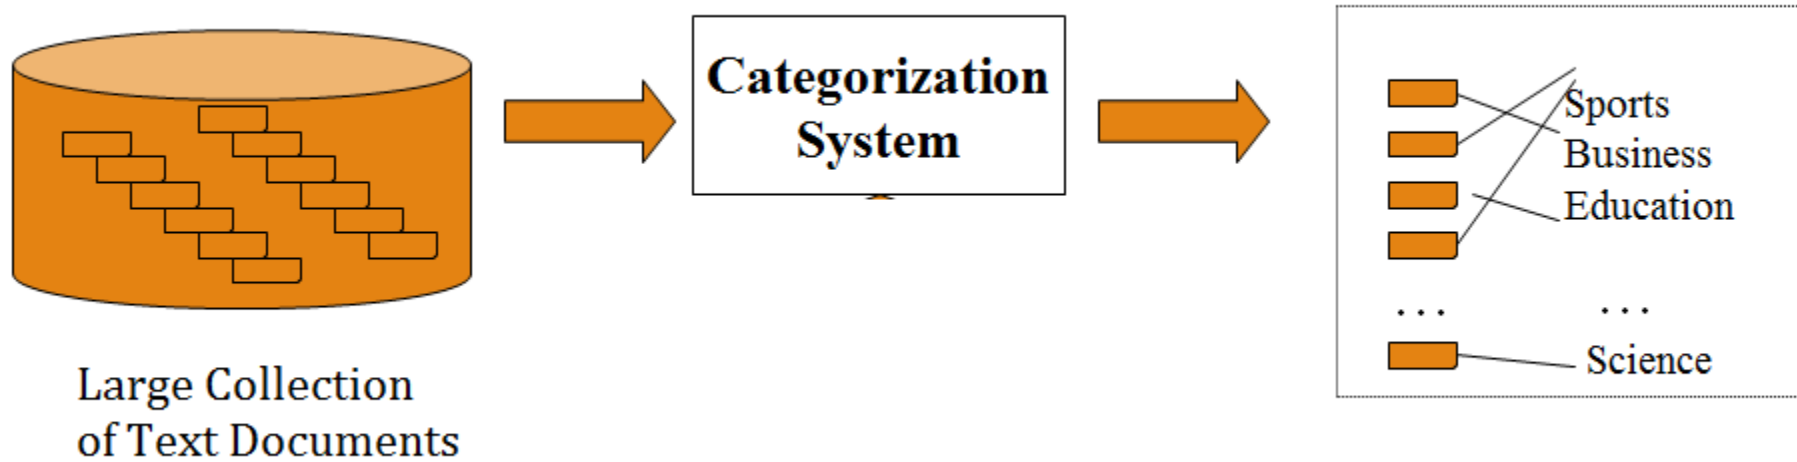 Categorization
System
Sports
Business
Education
. . .
. . .
Science
Large Collection
of Text Documents